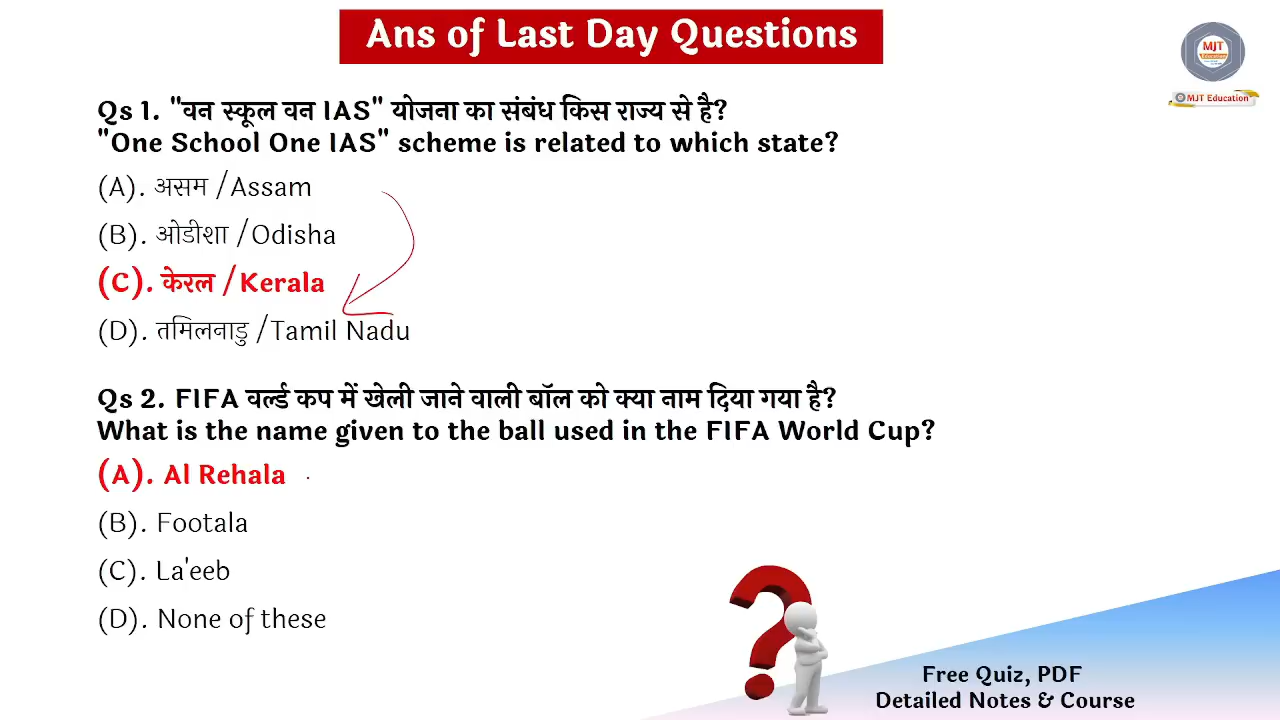 Ans of Last Day Questions
MJT
Education
MJT Education
Qs 1. "वन स्कूल वन IAS" योजना का संबंध किस राज्य से है?
"One School One IAS" scheme is related to which state?
(A). असम /Assam
(B). ओडीशा /Odisha
(C). केरल /Kerala
(D). तमिलनाडु /Tamil Nadu
Qs 2. FIFA वर्ल्ड कप में खेली जाने वाली बॉल को क्या नाम दिया गया है?
What is the name given to the ball used in the FIFA World Cup?
(A). Al Rehala
(B). Footala
(C). La'eeb
(D). None of these
Free Quiz, PDF
Detailed Notes & Course